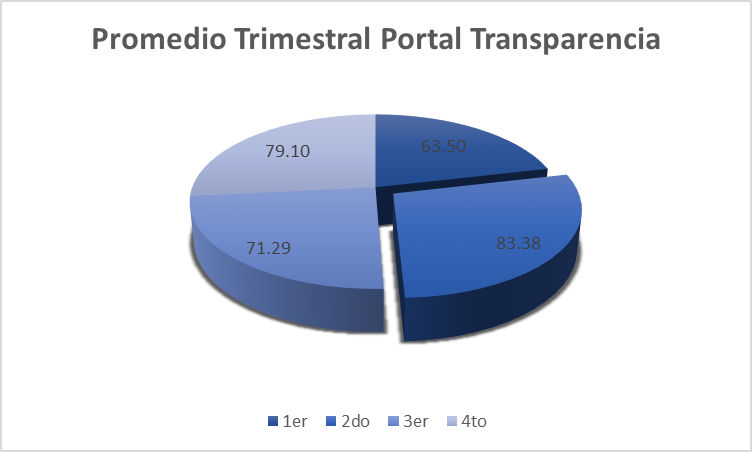 Promedio Trimestral Portal Transparencia
79.10
63.50
71.29
83.38
1er 2do 3er 4to